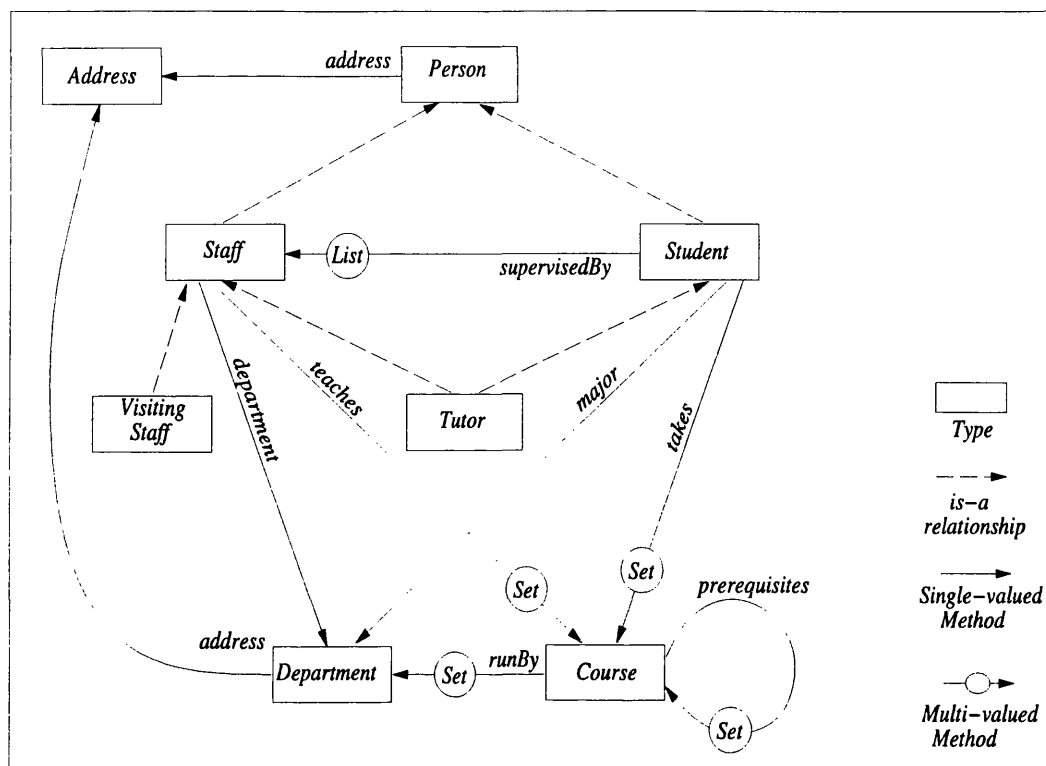 Address
address
Person
Staff
List
supervisedBy
Student
department
teaches
major
takes
Visiting
Staff
Tutor
Type
is-a
relationship
Set
Set
prerequisites
Single-valued
Method
address
Department
Set
runBy
Course
Set
Multi-valued
Method